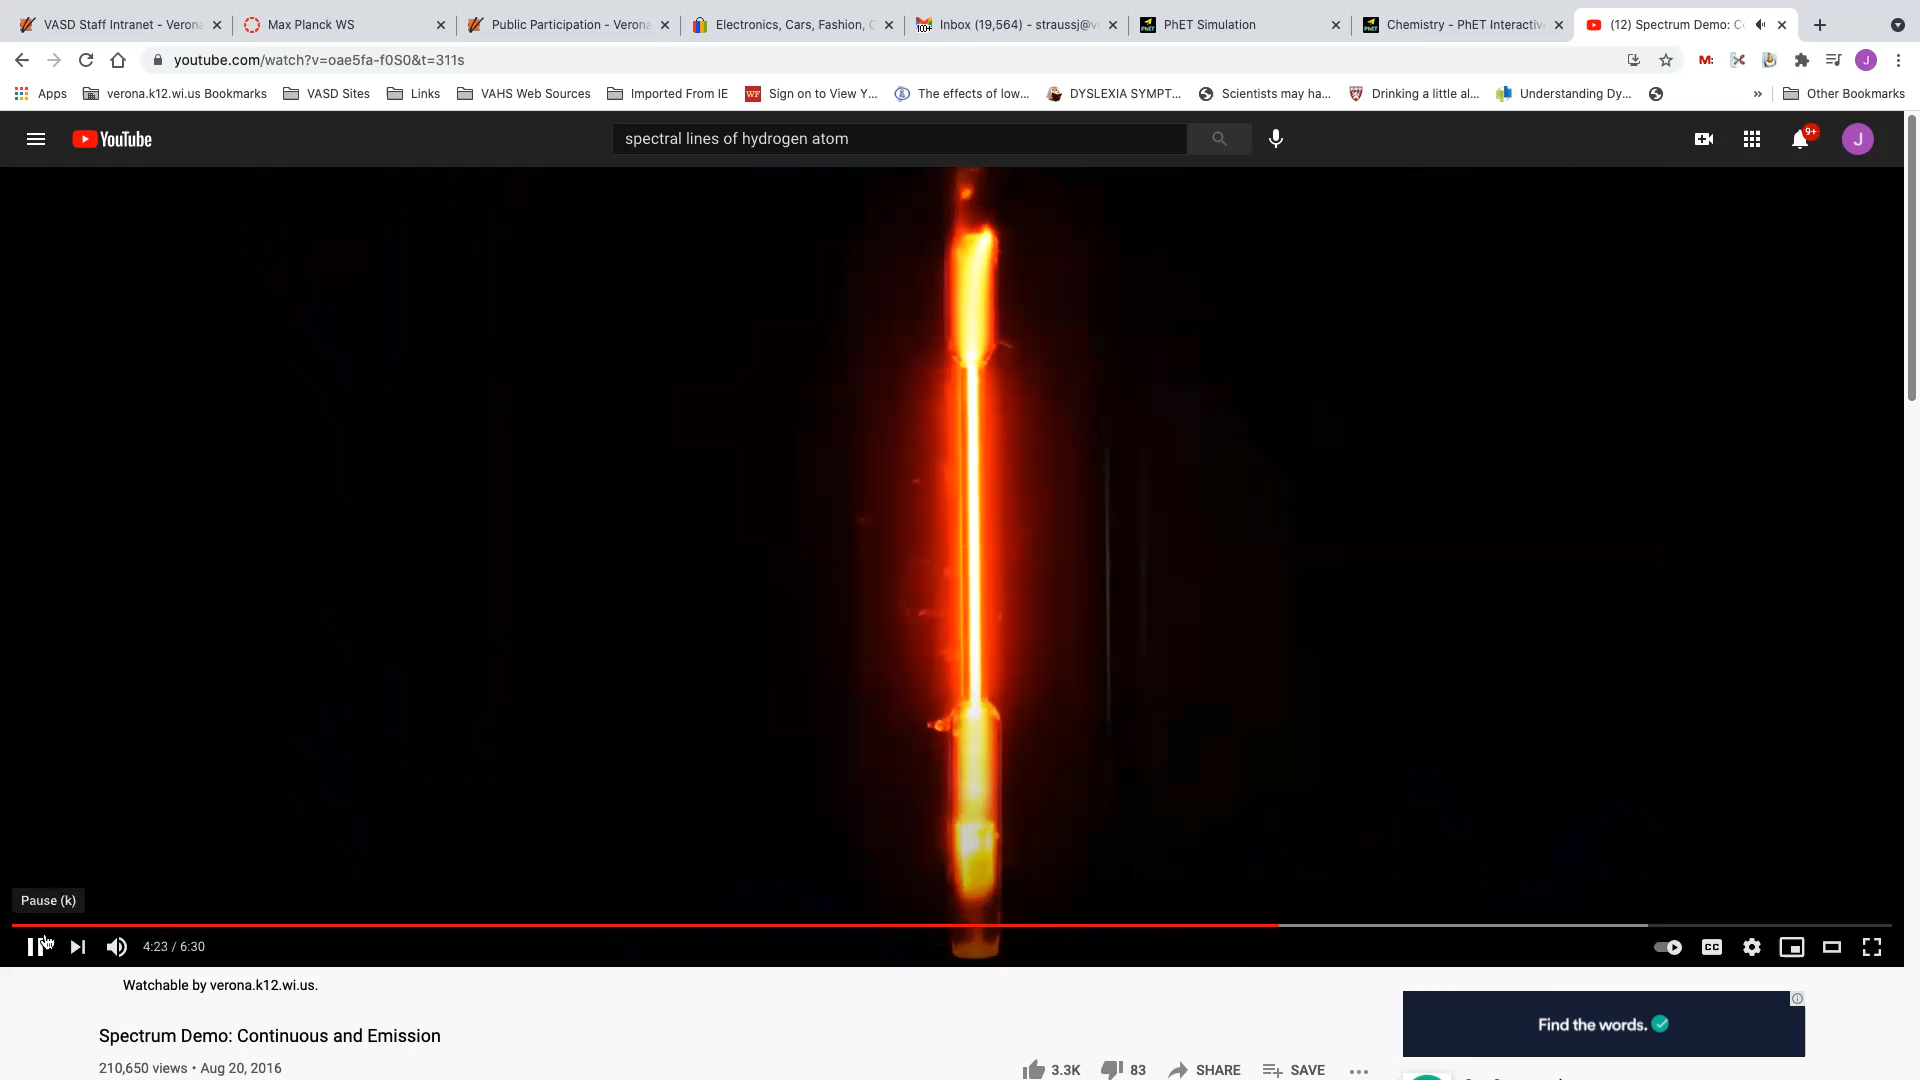 VASD Staff Intranet - Verona
Max Planck WS
Public Participation - Verona
Electronics, Cars, Fashion, C
Inbox (19,564) - straussj@v
PhET Simulation
Chemistry - PhET Interactiv
(12) Spectrum Demo: C
youtube.com/watch?v=oae5fa-f0S0&t=311s
M:
J
Apps
verona.k12.wi.us Bookmarks
VASD Sites
Links
VAHS Web Sources
Imported From IE
WF Sign on to View Y...
The effects of low...
DYSLEXIA SYMPT...
Scientists may ha...
Drinking a little al...
Understanding Dy...
»
Other Bookmarks
YouTube
spectral lines of hydrogen atom
9+
J
Pause (k)
4:23 / 6:30
CC
Watchable by verona.k12.wi.us.
Find the words.
Spectrum Demo: Continuous and Emission
210,650 views • Aug 20, 2016
3.3K
83
SHARE
SAVE